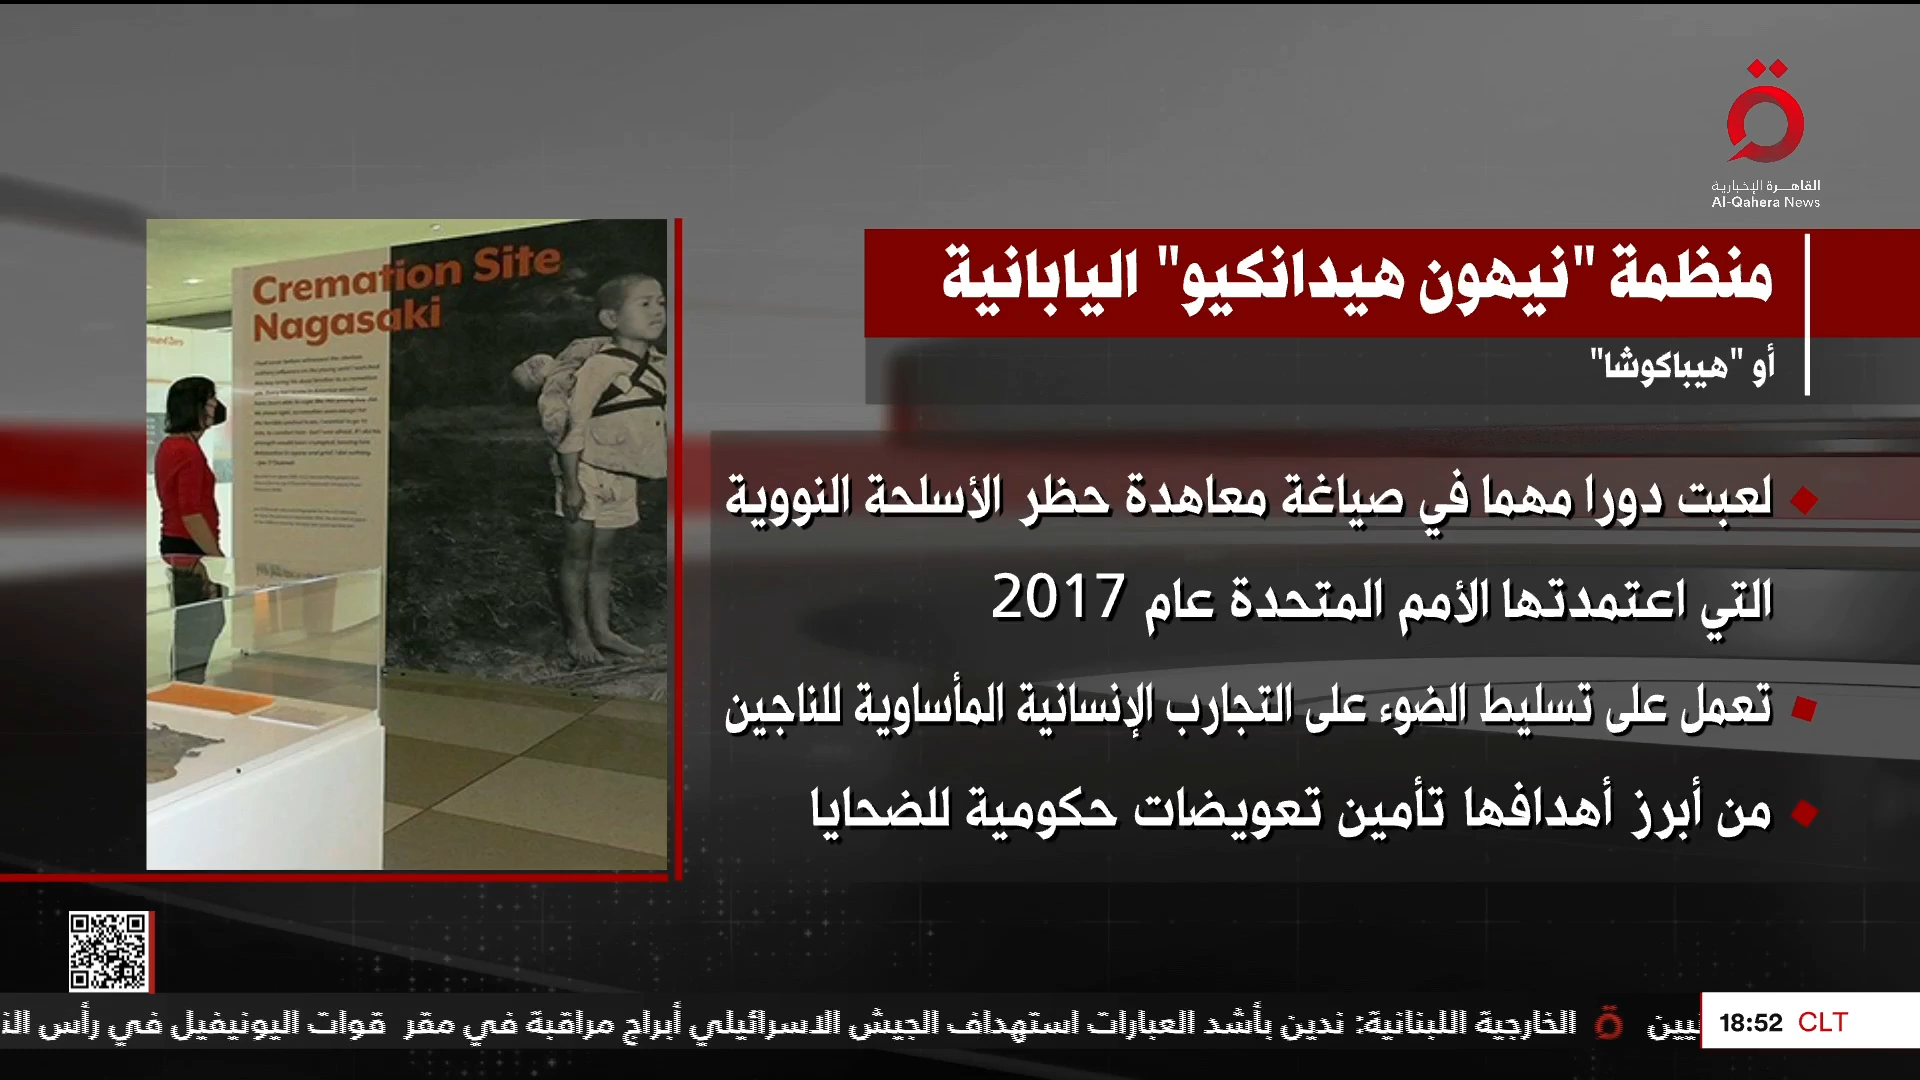 القاهـــرة الإخبارية
Al-Qahera News
منظمة "نيهون هيدانكيو" اليابانية
أو "هيباكوشا"
لعبت دورا مهما في صياغة معاهدة حظر الأسلحة النووية
التي اعتمدتها الأمم المتحدة عام 2017
تعمل على تسليط الضوء على التجارب الإنسانية المأساوية للناجين
من أبرز أهدافها تأمين تعويضات حكومية للضحايا
Cremation Site
Nagasaki
الخارجية اللبنانية: ندين بأشد العبارات استهداف الجيش الاسرائيلي أبراج مراقبة في مقر قوات اليونيفيل في رأس
18:52 CLT